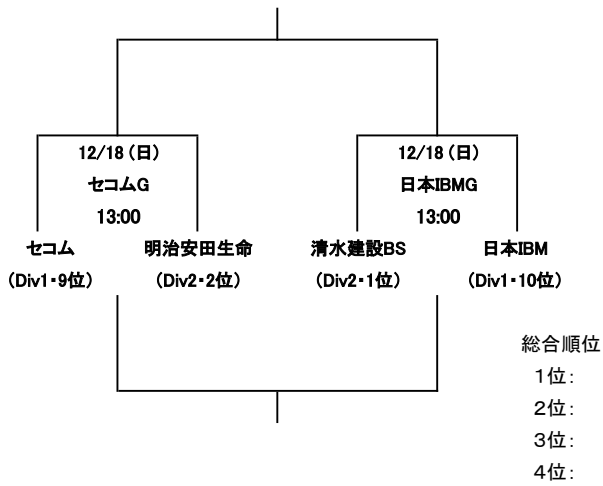 12/18（日） 12/18（日）
セコムG 日本IBMG
13:00 13:00
セコム 明治安田生命 清水建設BS 日本IBM
（Div1・9位） （Div2・2位） （Div2・1位） （Div1・10位）
総合順位
1位：
2位：
3位：
4位：